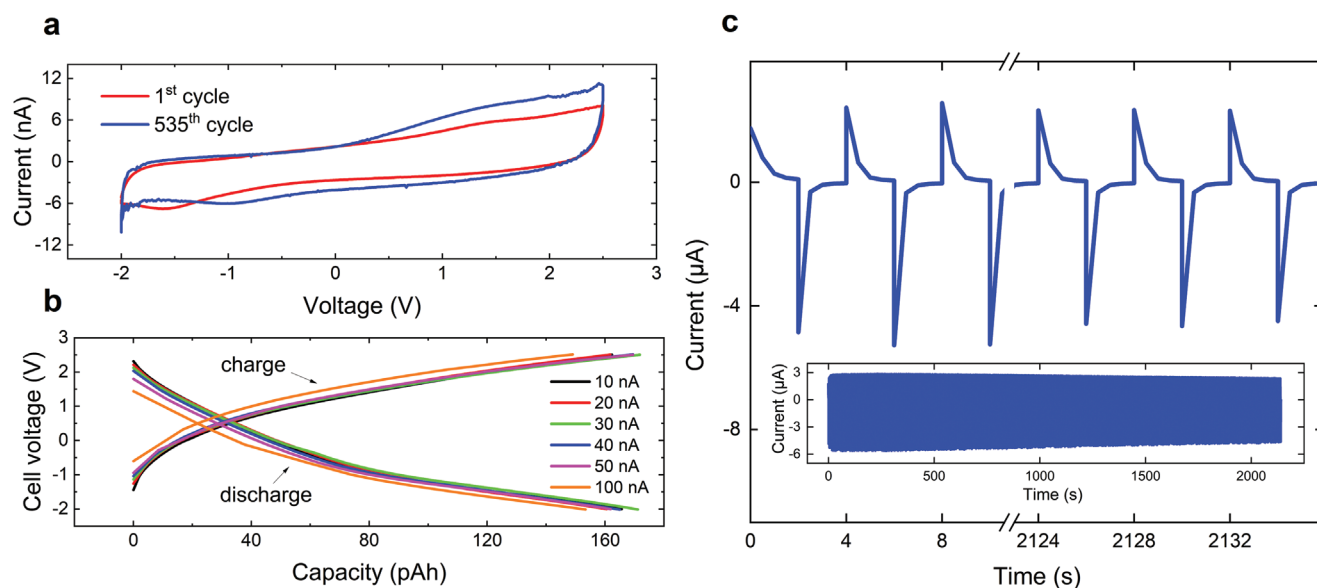 a
12
6
0
-6
-12
Current (nA)
1st cycle
535th cycle
-2
-1
0
1
2
3
Voltage (V)
b
3
2
1
0
-1
-2
Cell voltage (V)
charge
discharge
10 nA
20 nA
30 nA
40 nA
50 nA
100 nA
0
40
80
120
160
Capacity (pAh)
c
0
-4
-8
Current (μA)
3
0
-3
-6
Current (μA)
0
500
1000
1500
2000
Time (s)
0
4
8
2124
2128
2132
Time (s)